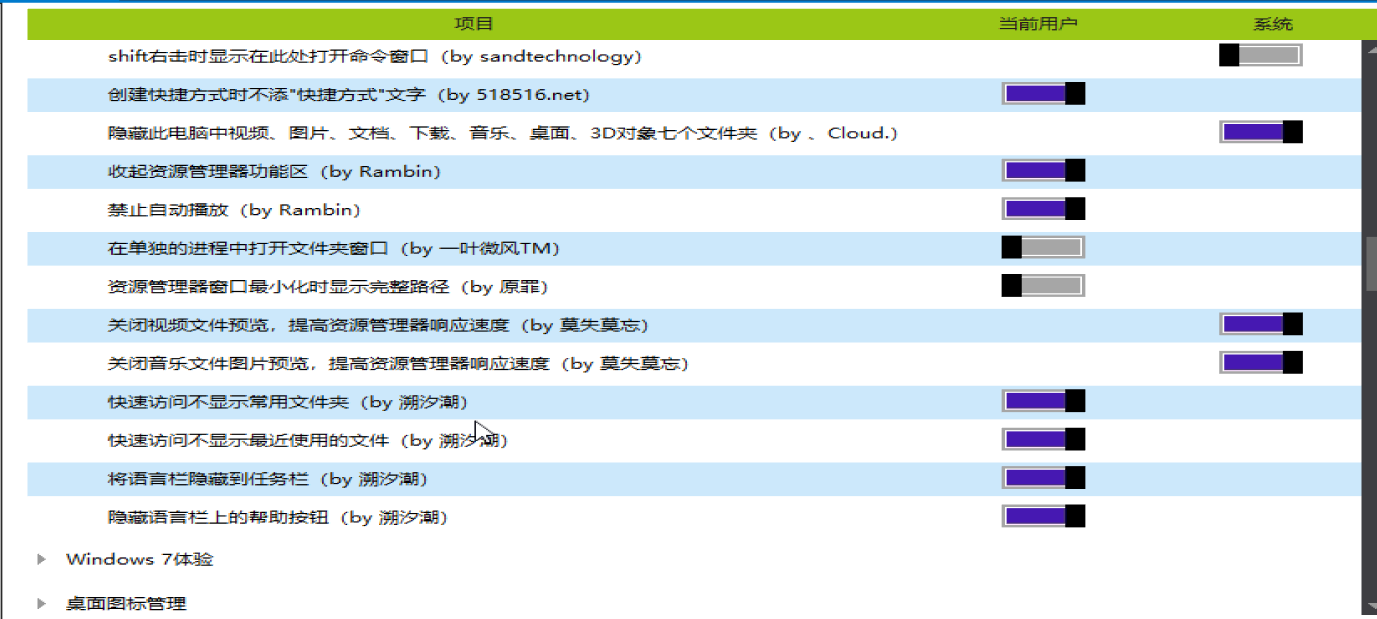 项目 当前用户 系统
shift右击时显示在此处打开命令窗口（by sandtechnology）
创建快捷方式时不添"快捷方式"文字（by 518516.net）
隐藏此电脑中视频、图片、文档、下载、音乐、桌面、3D对象七个文件夹（by 、Cloud.）
收起资源管理器功能区（by Rambin）
禁止自动播放（by Rambin）
在单独的进程中打开文件夹窗口（by 一叶微风TM）
资源管理器窗口最小化时显示完整路径（by 原罪）
关闭视频文件预览，提高资源管理器响应速度（by 莫失莫忘）
关闭音乐文件图片预览，提高资源管理器响应速度（by 莫失莫忘）
快速访问不显示常用文件夹（by 溯汐潮）
快速访问不显示最近使用的文件（by 溯汐潮）
将语言栏隐藏到任务栏（by 溯汐潮）
隐藏语言栏上的帮助按钮（by 溯汐潮）
Windows 7体验
桌面图标管理